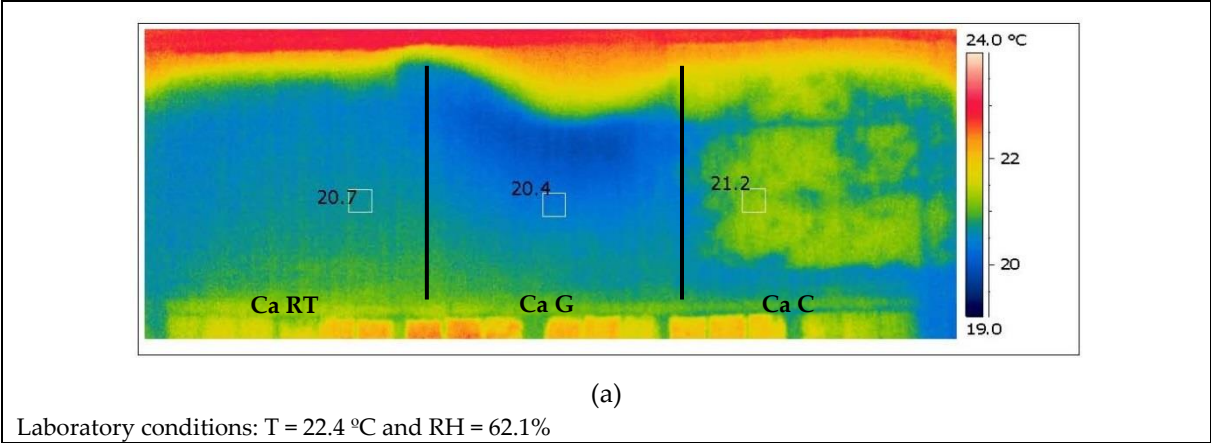 24.0 °C
22
20.7
20.4
21.2
20
Ca RT
Ca G
Ca C
19.0
(a)
Laboratory conditions: T = 22.4 ºC and RH = 62.1%